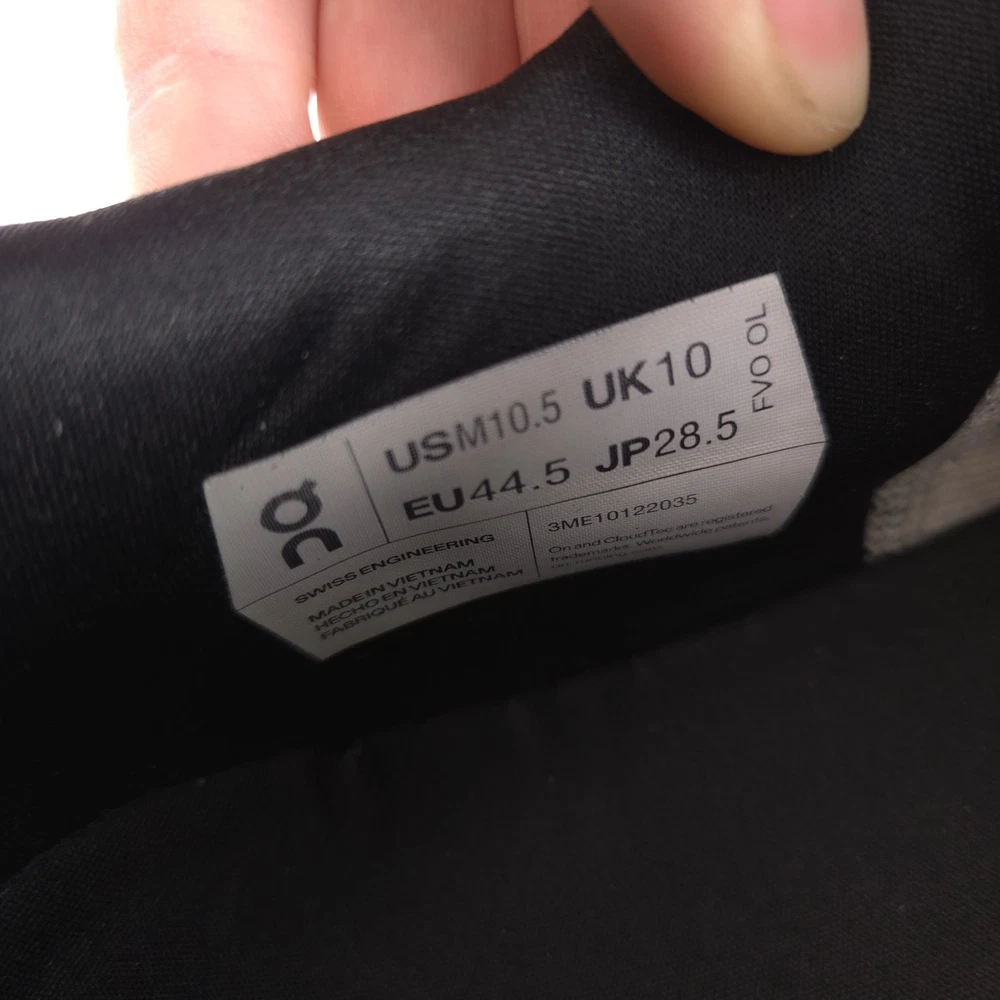 USM10.5 UK10
EU44.5 JP28.5
FVO OL
SWISS ENGINEERING
MADE IN VIETNAM
HECHO EN VIETNAM
FABRIQUÉ AU VIETNAM
3ME10122035
On and CloudTec are registered
trademarks. Worldwide patents.